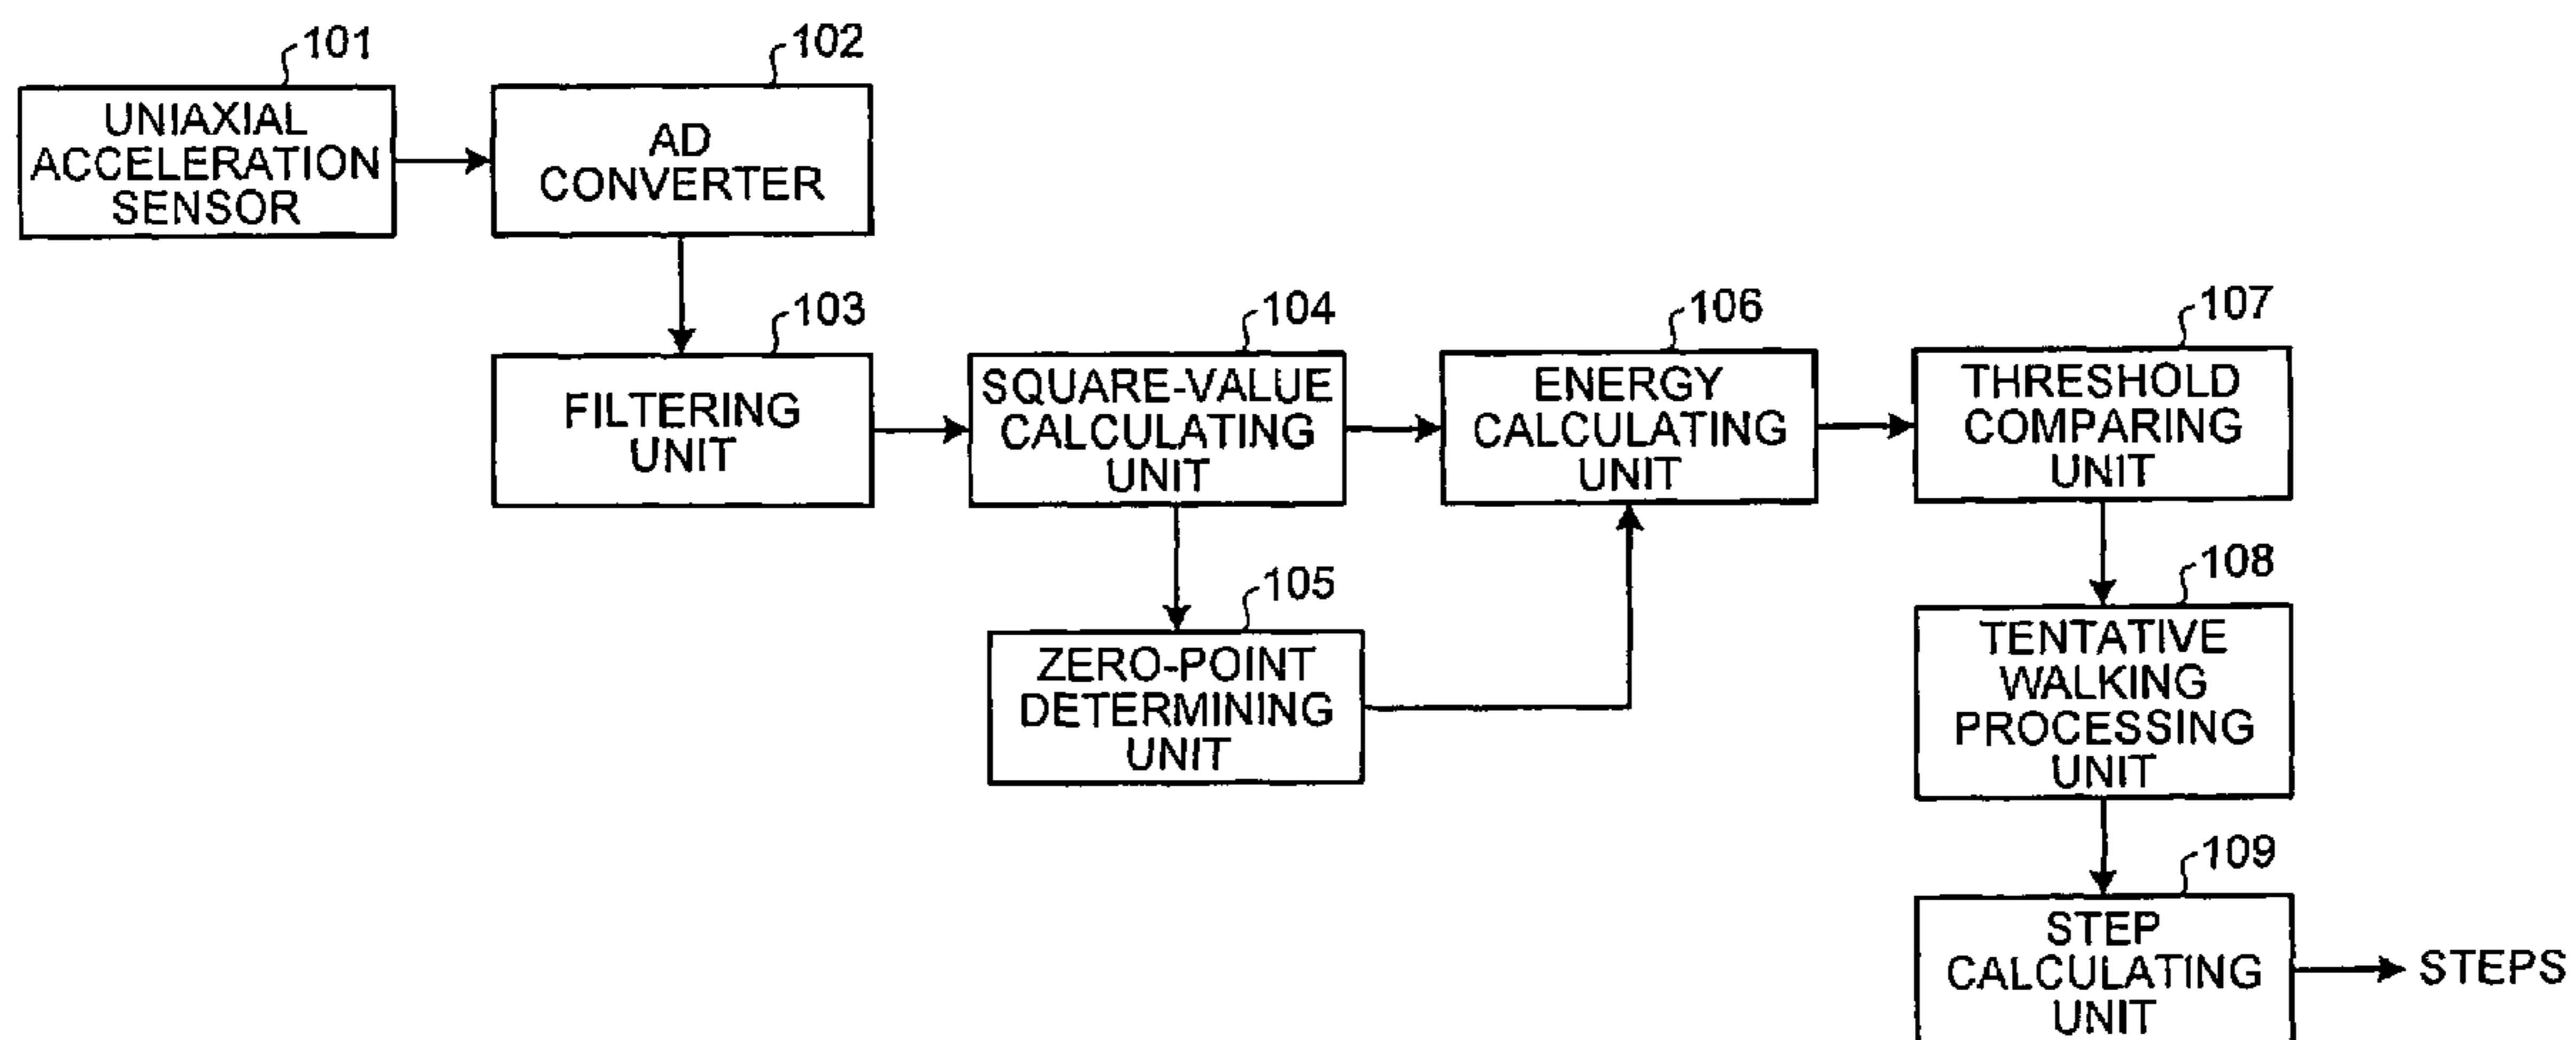 101
UNIAXIAL
ACCELERATION
SENSOR
102
AD
CONVERTER
103
FILTERING
UNIT
104
SQUARE-VALUE
CALCULATING
UNIT
105
ZERO-POINT
DETERMINING
UNIT
106
ENERGY
CALCULATING
UNIT
107
THRESHOLD
COMPARING
UNIT
108
TENTATIVE
WALKING
PROCESSING
UNIT
109
STEP
CALCULATING
UNIT
STEPS